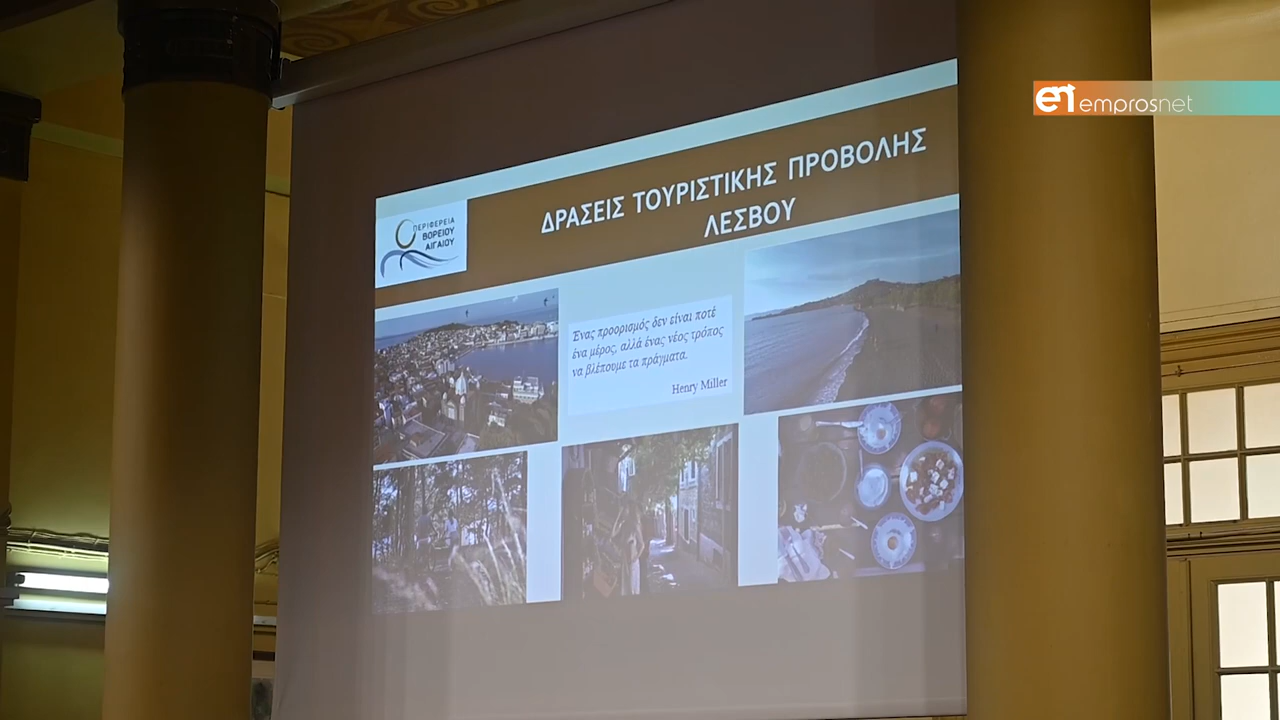 emprosnet
ΔΡΑΣΕΙΣ ΤΟΥΡΙΣΤΙΚΗΣ ΠΡΟΒΟΛΗΣ
ΛΕΣΒΟΥ
ΠΕΡΙΦΕΡΕΙΑ
ΒΟΡΕΙΟΥ
ΑΙΓΑΙΟΥ
Ένας προορισμός δεν είναι ποτέ
ένα μέρος, αλλά ένας νέος τρόπος
να βλέπουμε τα πράγματα.
Henry Miller